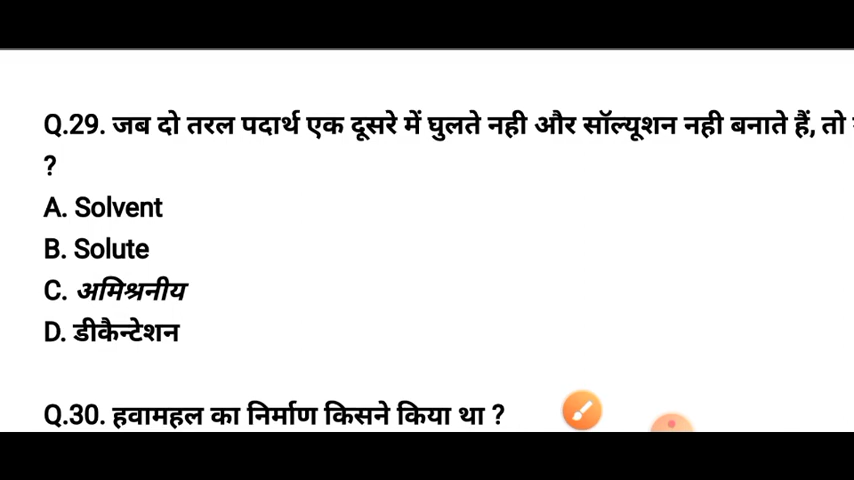 Q.29. जब दो तरल पदार्थ एक दूसरे में घुलते नही और सॉल्यूशन नही बनाते हैं, तो
?
A. Solvent
B. Solute
C. अमिश्रनीय
D. डीकैन्टेशन
Q.30. हवामहल का निर्माण किसने किया था ?